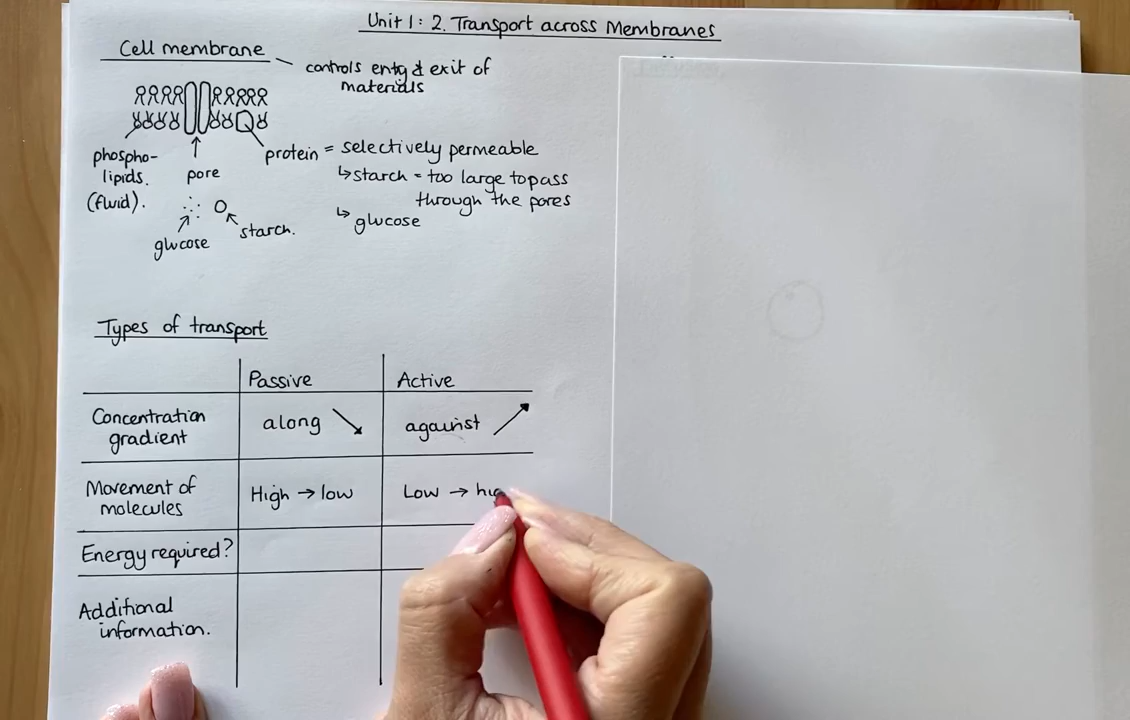 Unit 1: 2. Transport across Membranes
Cell membrane
controls entry & exit of
materials
phospho-
lipids.
(fluid).
pore
protein = selectively permeable
↳starch = too large to pass
through the pores
↳ glucose
glucose
starch.
Types of transport
Passive
Active
Concentration
gradient
along
against
Movement of
molecules
High → low
Low →
Energy required?
Additional
information.